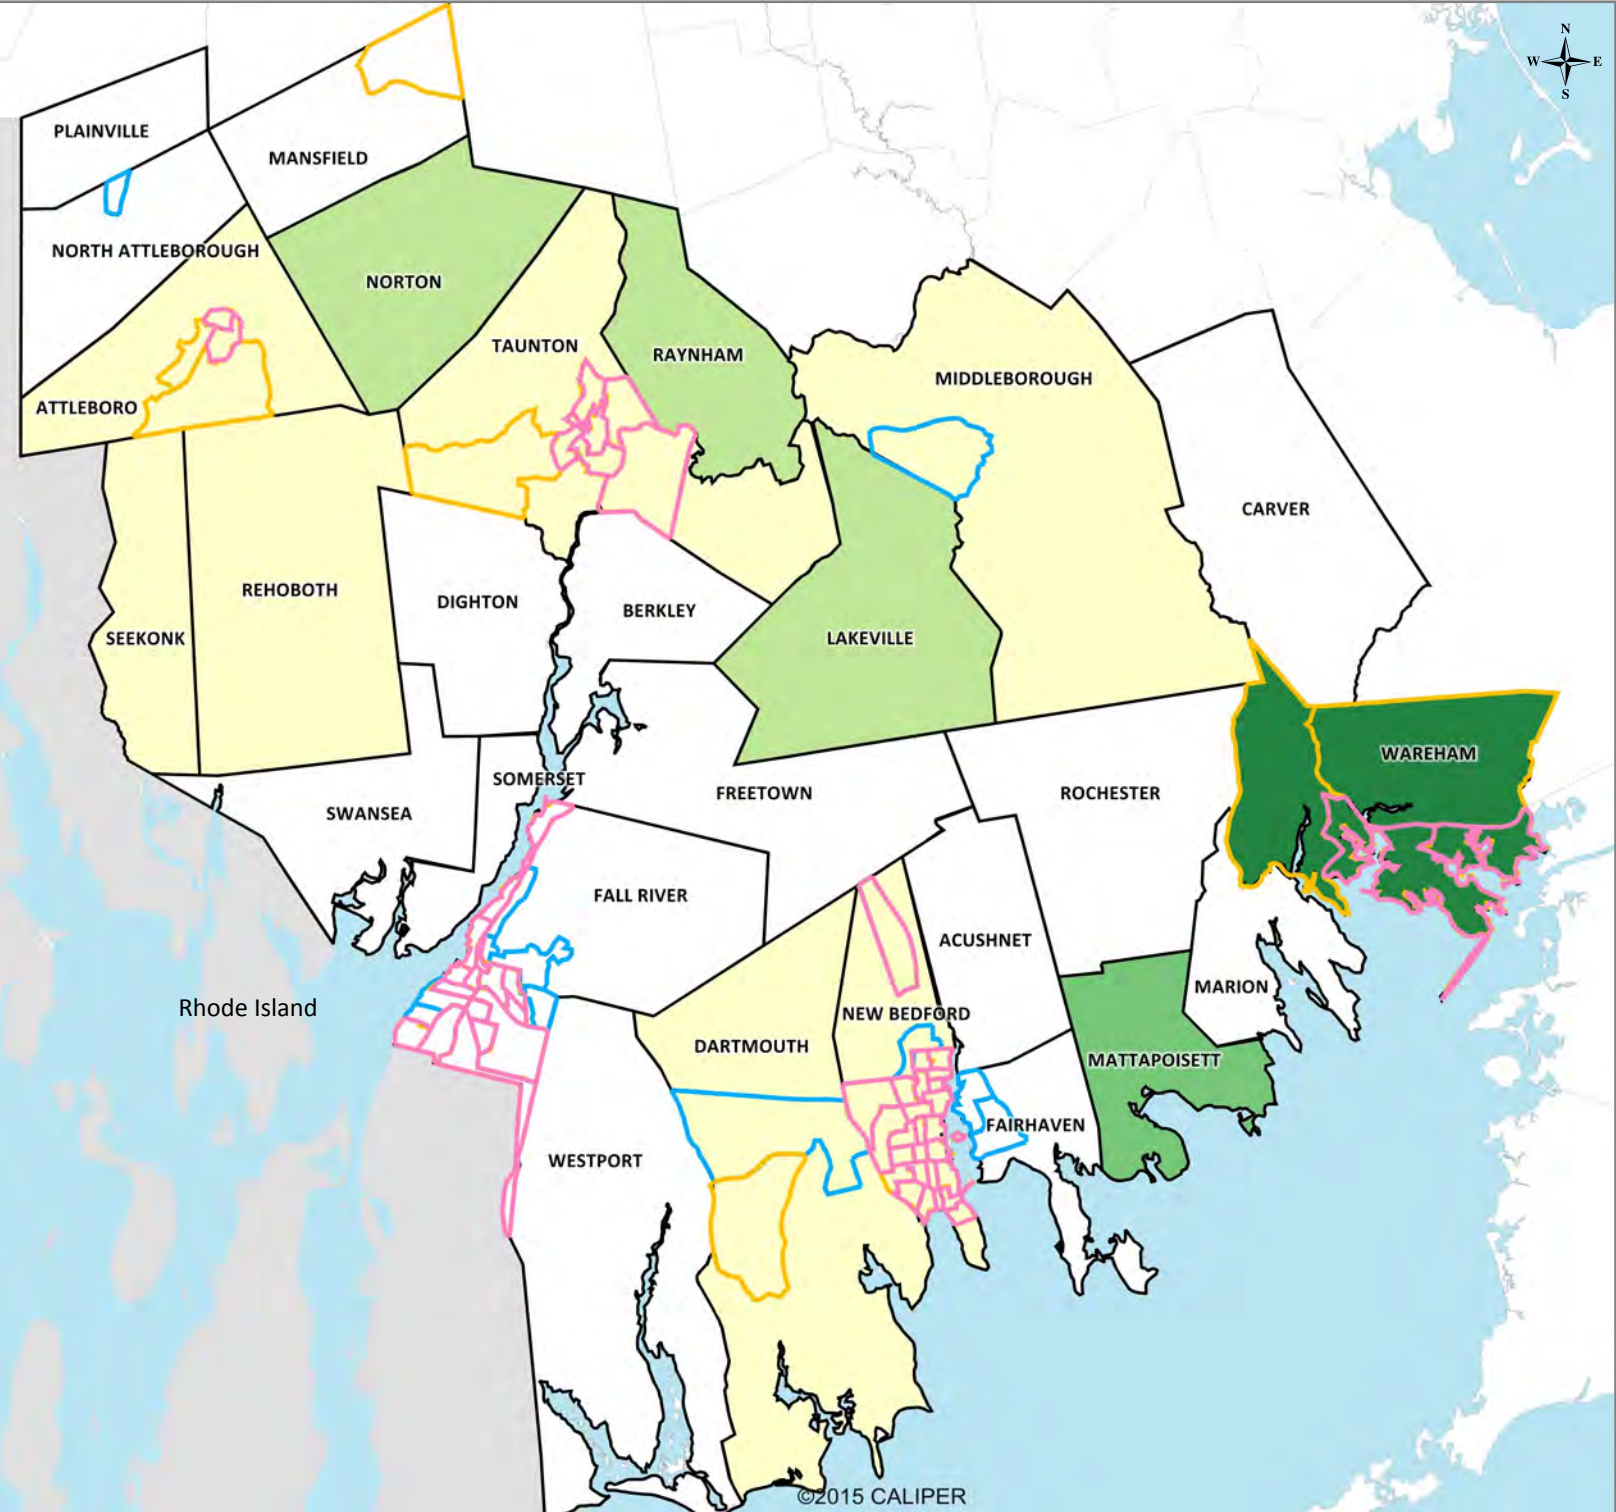 N
W E
S
PLAINVILLE
MANSFIELD
NORTH ATTLEBOROUGH
NORTON
TAUNTON
RAYNHAM
MIDDLEBOROUGH
ATTLEBORO
CARVER
REHOBOTH
DIGHTON
BERKLEY
SEEKONK
LAKEVILLE
WAREHAM
SOMERSET
FREETOWN
ROCHESTER
SWANSEA
FALL RIVER
ACUSHNET
MARION
Rhode Island
NEW BEDFORD
DARTMOUTH
MATTAPOISETT
FAIRHAVEN
WESTPORT
©2015 CALIPER